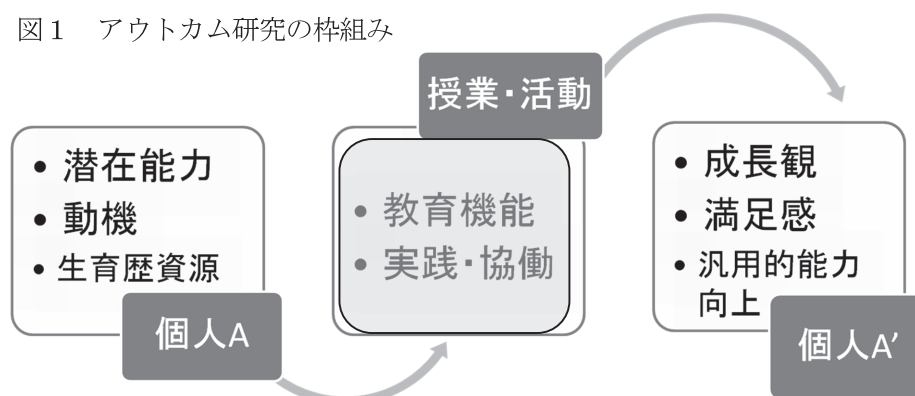 図１　アウトカム研究の枠組み
授業・活動
• 潜在能力
• 動機
• 生育歴資源
個人A
• 教育機能
• 実践・協働
• 成長観
• 満足感
• 汎用的能力
向上
個人A’